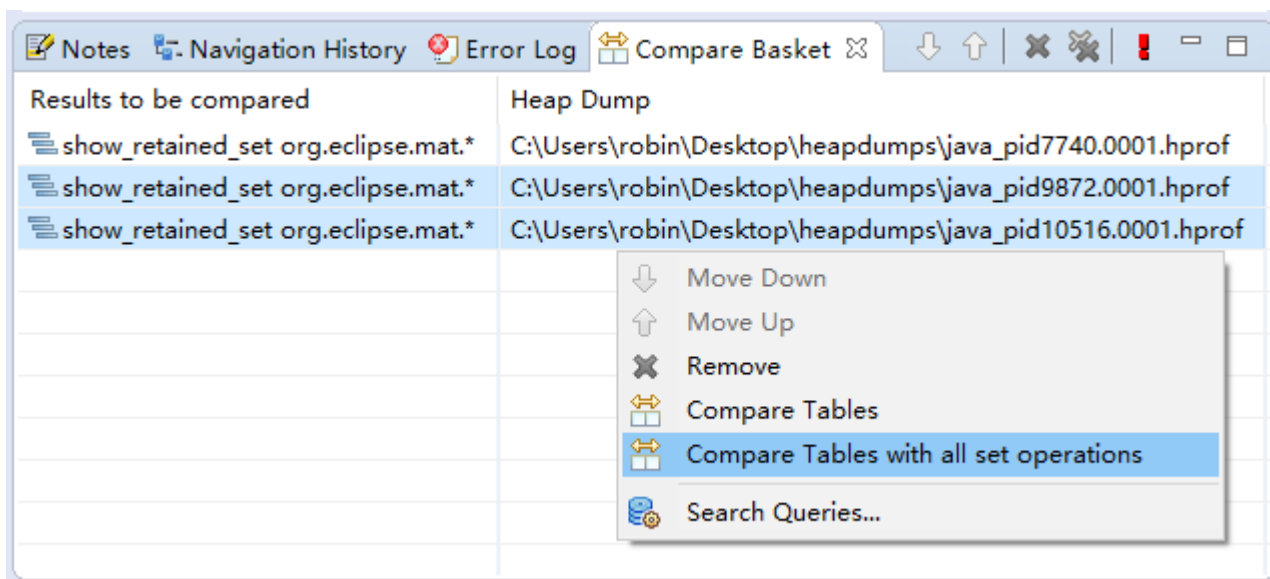 Notes Navigation History Error Log Compare Basket
Results to be compared Heap Dump
show_retained_set org.eclipse.mat.* C:\Users\robin\Desktop\heapdumps\java_pid7740.0001.hprof
show_retained_set org.eclipse.mat.* C:\Users\robin\Desktop\heapdumps\java_pid9872.0001.hprof
show_retained_set org.eclipse.mat.* C:\Users\robin\Desktop\heapdumps\java_pid10516.0001.hprof
Move Down
Move Up
Remove
Compare Tables
Compare Tables with all set operations
Search Queries...